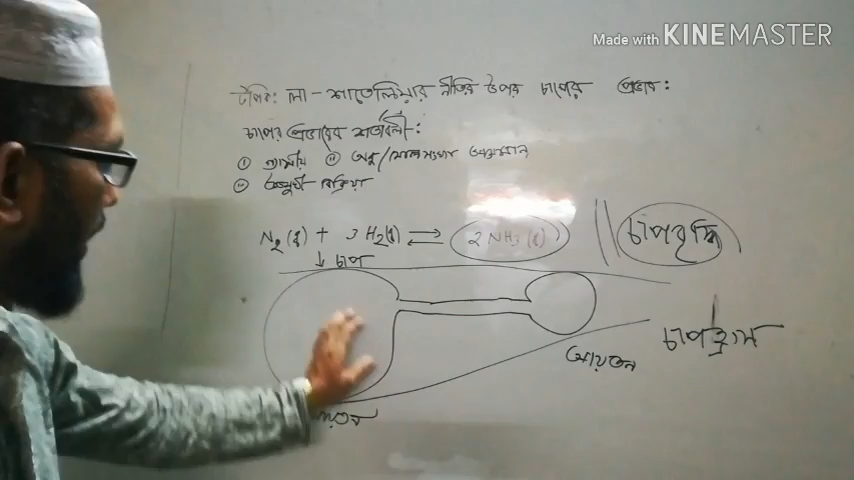 Made with KINEMASTER
টপিক: লা-শাতেলিয়ার নীতির উপর চাপের প্রভাব:
চাপের প্রভাবের শর্তাবলী:
① গ্যাসীয় ② অনু/মোলসংখ্যা অসমান
③ উভমুখী বিক্রিয়া
N₂(g) + 3H₂(g) ⇌ 2NH₃(g)
চাপবৃদ্ধি
↓ চাপ
চাপহ্রাস
আয়তন